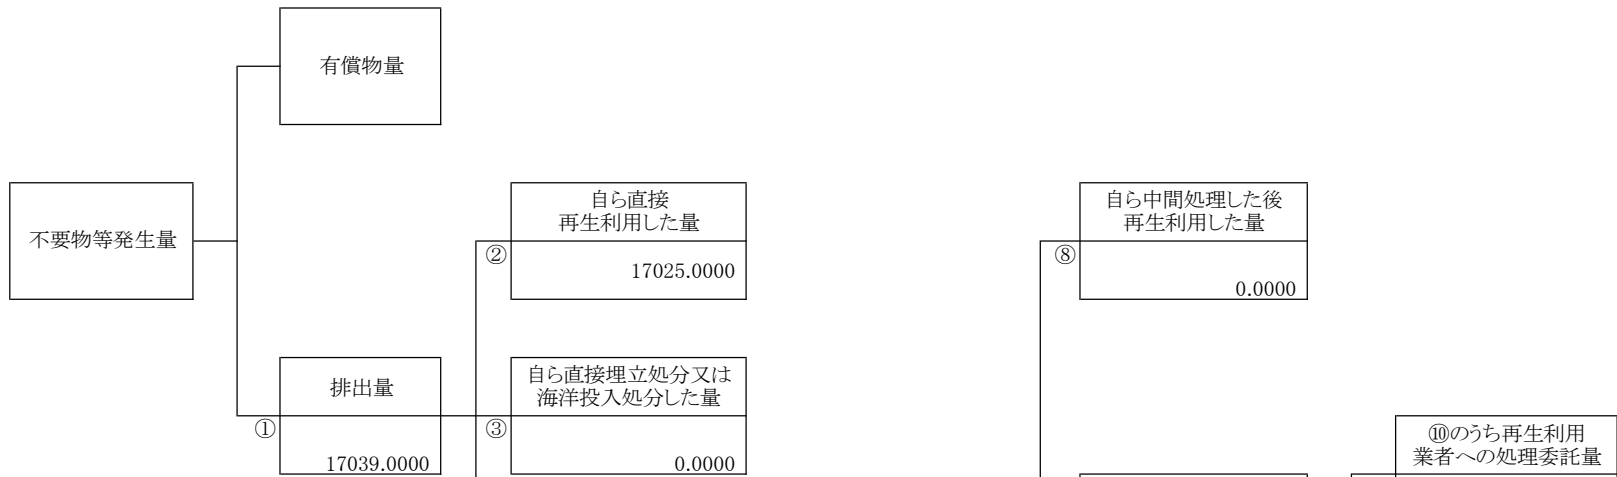 有償物量
不要物等発生量
自ら直接
再生利用した量
②
17025.0000
自ら中間処理した後
再生利用した量
⑧
0.0000
排出量
①
17039.0000
自ら直接埋立処分又は
海洋投入処分した量
③
0.0000
⑩のうち再生利用
業者への処理委託量